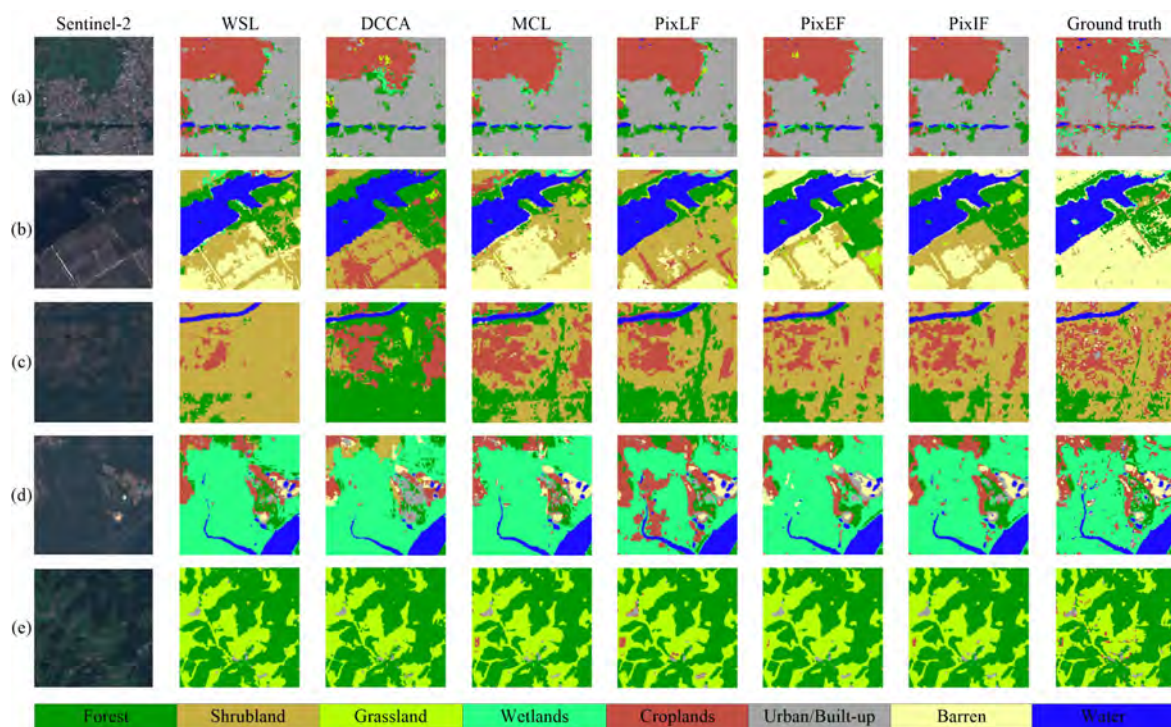 Sentinel-2 WSL DCCA MCL PixLF PixEF PixIF Ground truth
(a)
(b)
(c)
(d)
(e)
Forest Shrubland Grassland Wetlands Croplands Urban/Built-up Barren Water